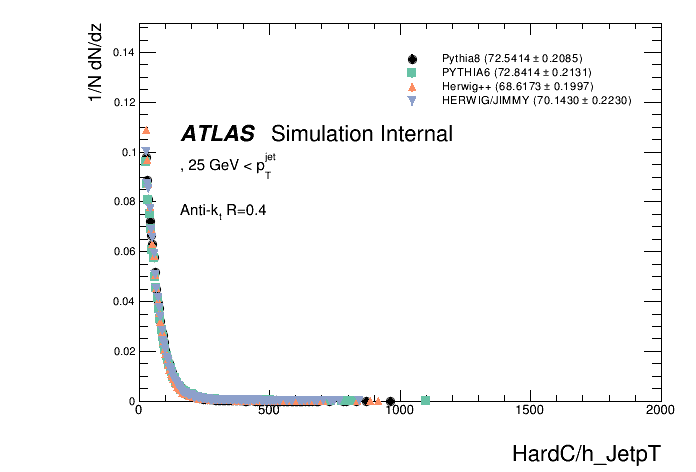 1/N dN/dz
0.14
0.12
0.1
0.08
0.06
0.04
0.02
0
Pythia8 (72.5414 ± 0.2085)
PYTHIA6 (72.8414 ± 0.2131)
Herwig++ (68.6173 ± 0.1997)
HERWIG/JIMMY (70.1430 ± 0.2230)
ATLAS Simulation Internal
, 25 GeV < p_T^jet
Anti-k_t R=0.4
0 500 1000 1500 2000
HardC/h_JetpT